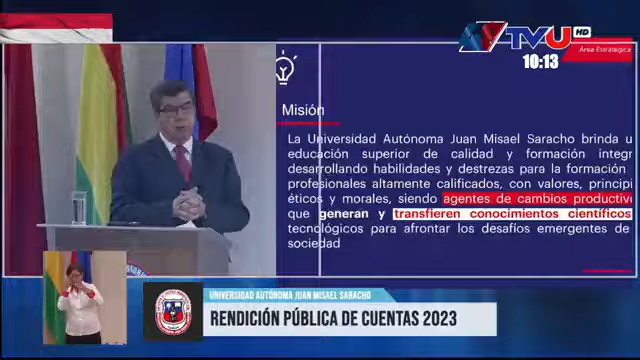 TVU HD
10:13
Área Estratégica
Misión
La Universidad Autónoma Juan Misael Saracho brinda u
educación superior de calidad y formación integr
desarrollando habilidades y destrezas para la formación
profesionales altamente calificados, con valores, principi
éticos y morales, siendo agentes de cambios productivo
que generan y transfieren conocimientos científicos
tecnológicos para afrontar los desafíos emergentes de
sociedad
UNIVERSIDAD AUTÓNOMA JUAN MISAEL SARACHO
RENDICIÓN PÚBLICA DE CUENTAS 2023